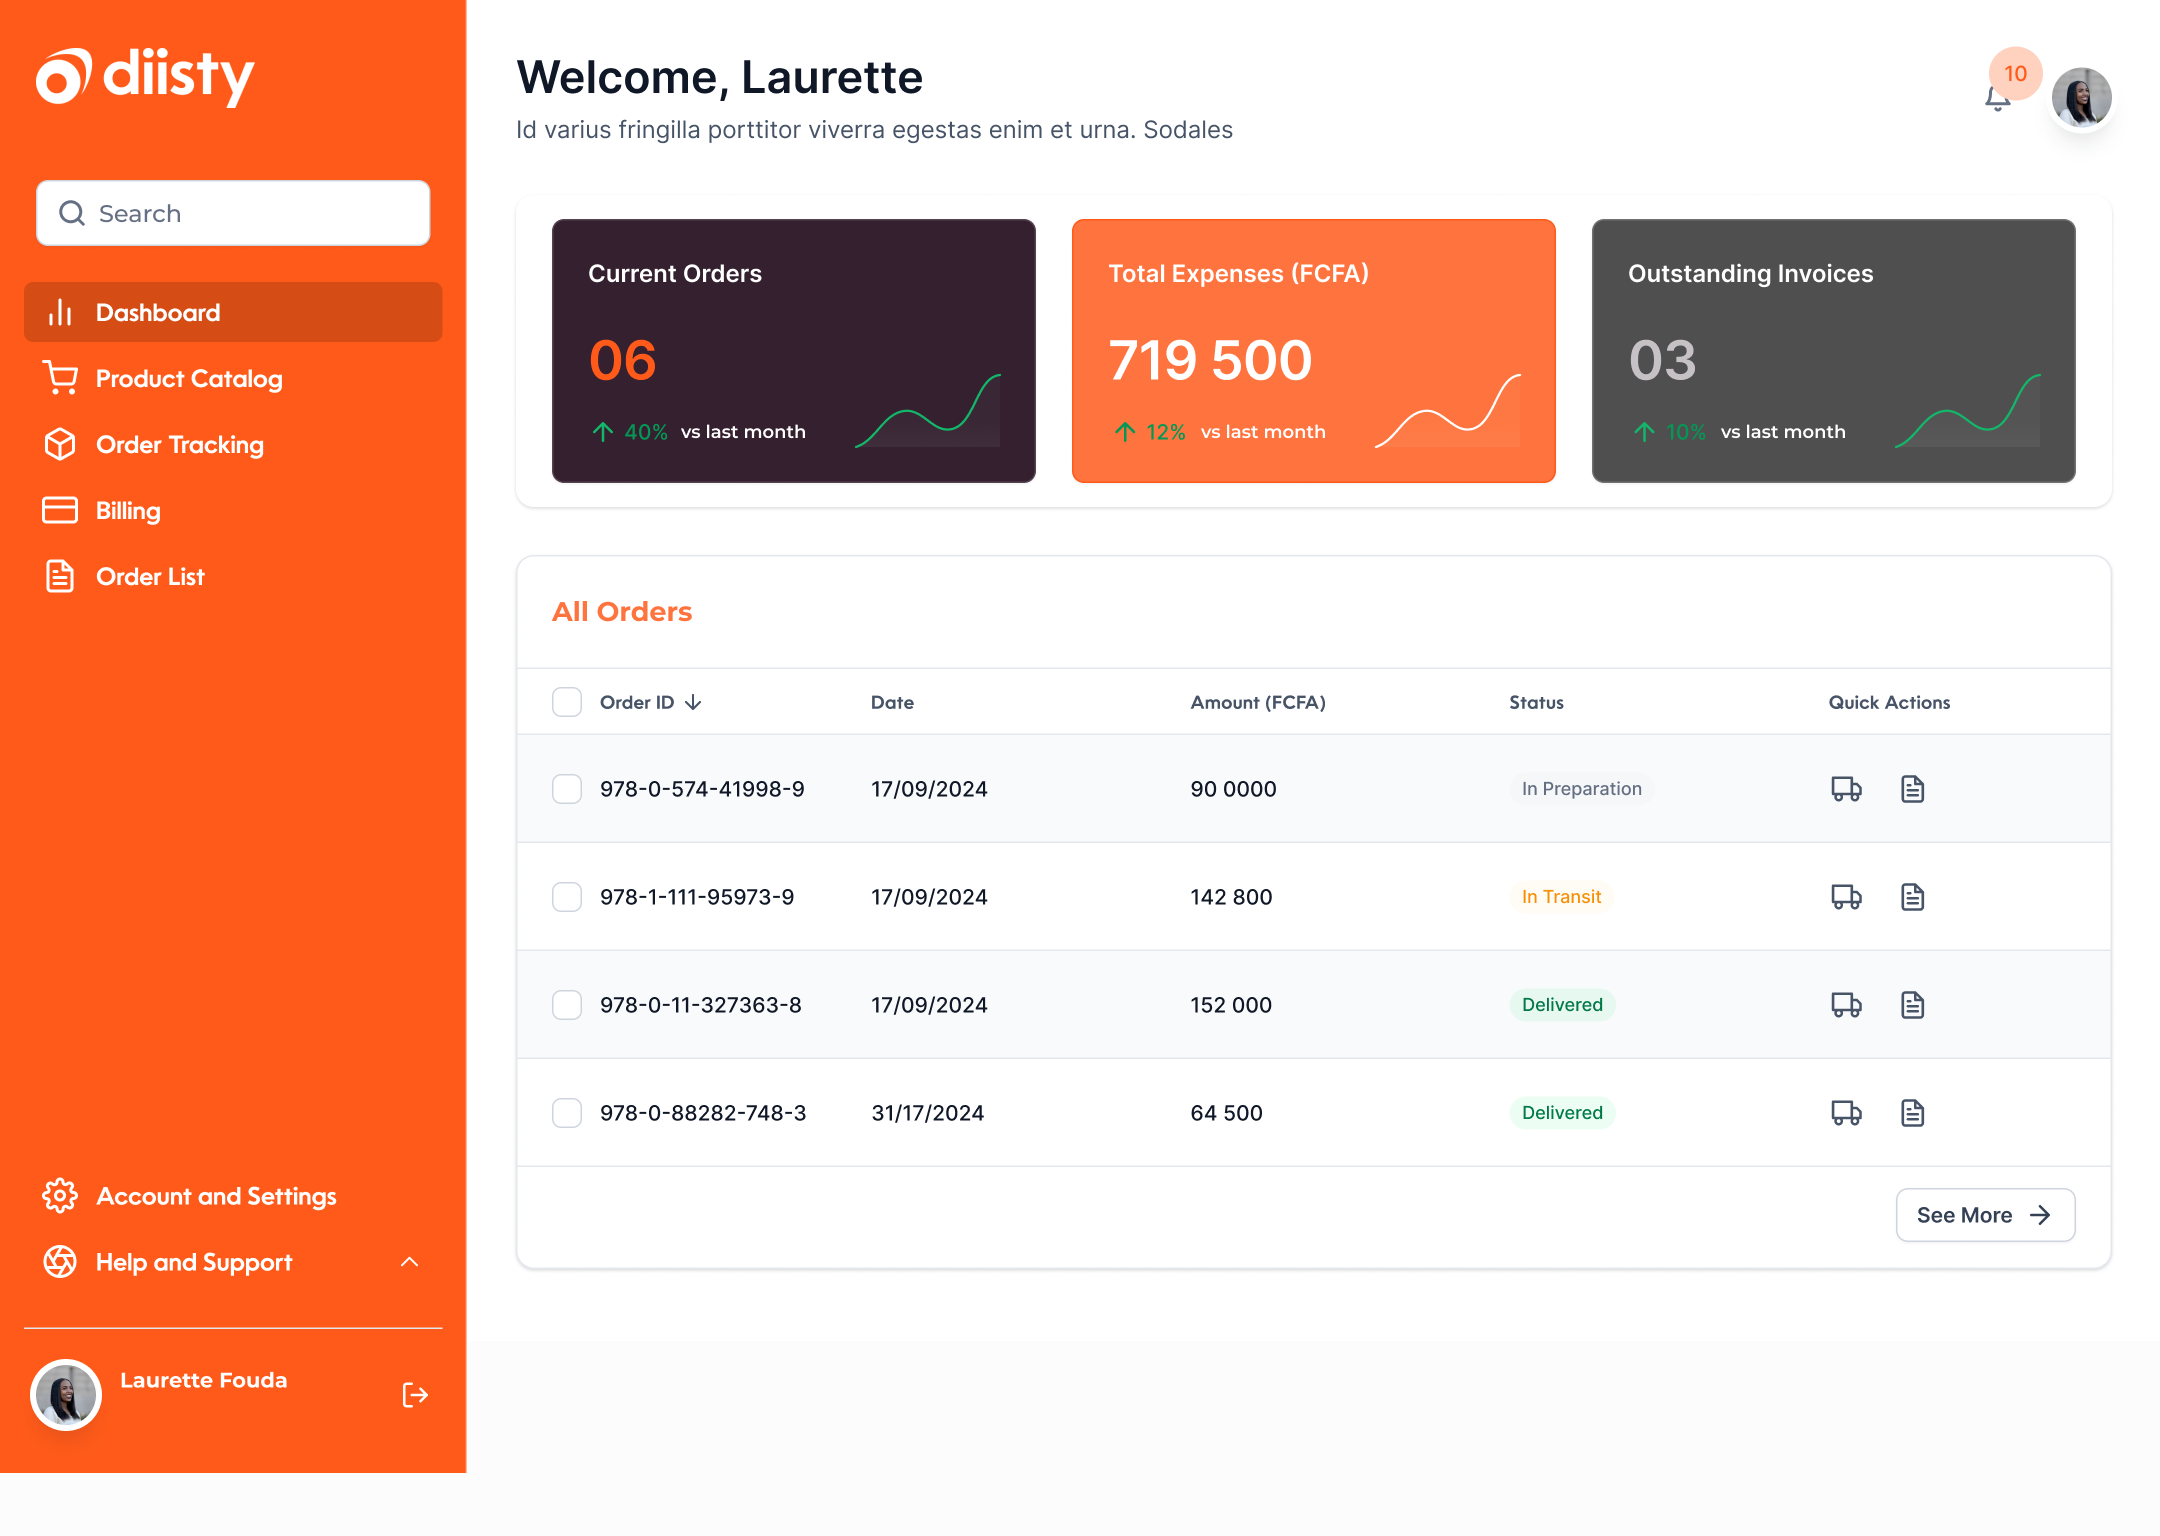 diisty
Search
Dashboard
Product Catalog
Order Tracking
Billing
Order List
Account and Settings
Help and Support
Laurette Fouda
Welcome, Laurette
Id varius fringilla porttitor viverra egestas enim et urna. Sodales
10
Current Orders
06
40% vs last month
Total Expenses (FCFA)
719 500
12% vs last month
Outstanding Invoices
03
10% vs last month
All Orders
Order ID Date Amount (FCFA) Status Quick Actions
978-0-574-41998-9 17/09/2024 90 0000 In Preparation
978-1-111-95973-9 17/09/2024 142 800 In Transit
978-0-11-327363-8 17/09/2024 152 000 Delivered
978-0-88282-748-3 31/17/2024 64 500 Delivered
See More